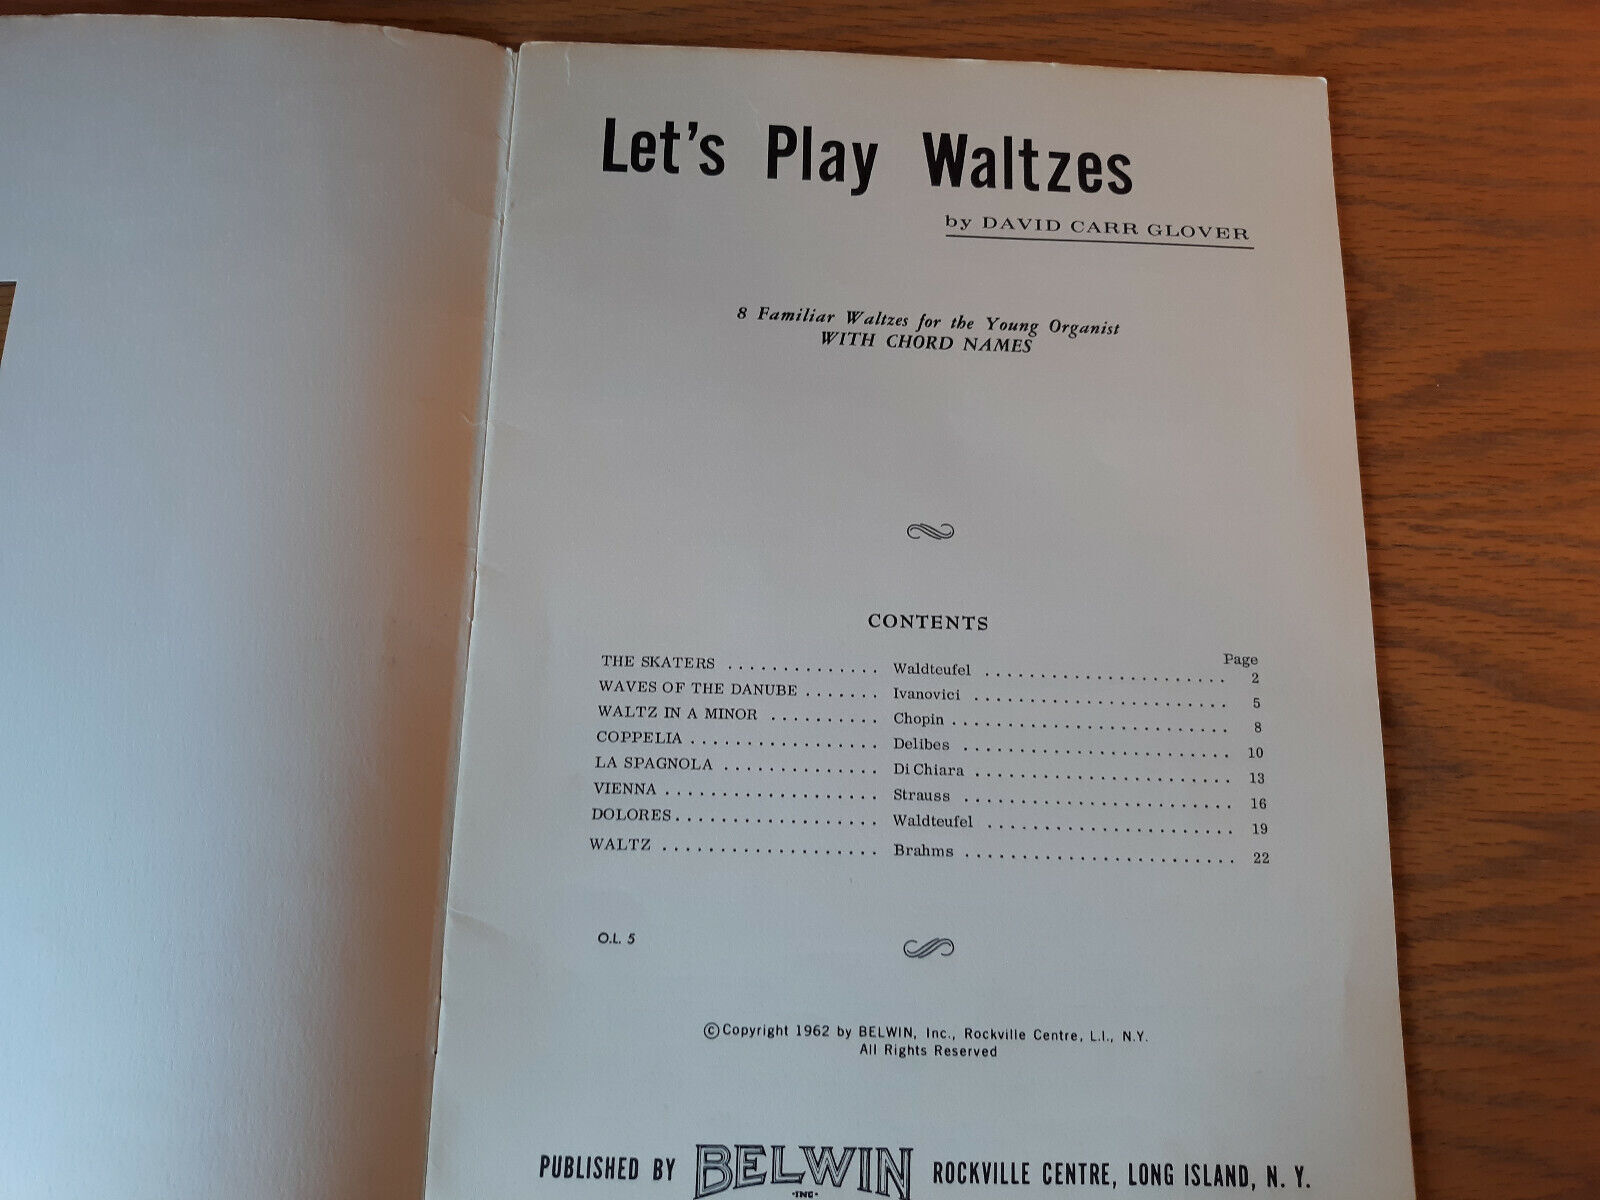 Let's Play Waltzes
by DAVID CARR GLOVER
8 Familiar Waltzes for the Young Organist
WITH CHORD NAMES
CONTENTS
Page
THE SKATERS . . . . . . . . . . . . . . Waldteufel . . . . . . . . . . . . . . . . . . . . . . 2
WAVES OF THE DANUBE . . . . . . . Ivanovici . . . . . . . . . . . . . . . . . . . . . . . 5
WALTZ IN A MINOR . . . . . . . . . . Chopin . . . . . . . . . . . . . . . . . . . . . . . . . 8
COPPELIA . . . . . . . . . . . . . . . . . Delibes . . . . . . . . . . . . . . . . . . . . . . . . 10
LA SPAGNOLA . . . . . . . . . . . . . . Di Chiara . . . . . . . . . . . . . . . . . . . . . . . 13
VIENNA . . . . . . . . . . . . . . . . . . . Strauss . . . . . . . . . . . . . . . . . . . . . . . . 16
DOLORES . . . . . . . . . . . . . . . . . . Waldteufel . . . . . . . . . . . . . . . . . . . . . . 19
WALTZ . . . . . . . . . . . . . . . . . . . Brahms . . . . . . . . . . . . . . . . . . . . . . . . 22
O.L. 5
©Copyright 1962 by BELWIN, Inc., Rockville Centre, L.I., N.Y.
All Rights Reserved
PUBLISHED BY BELWIN INC. ROCKVILLE CENTRE, LONG ISLAND, N. Y.